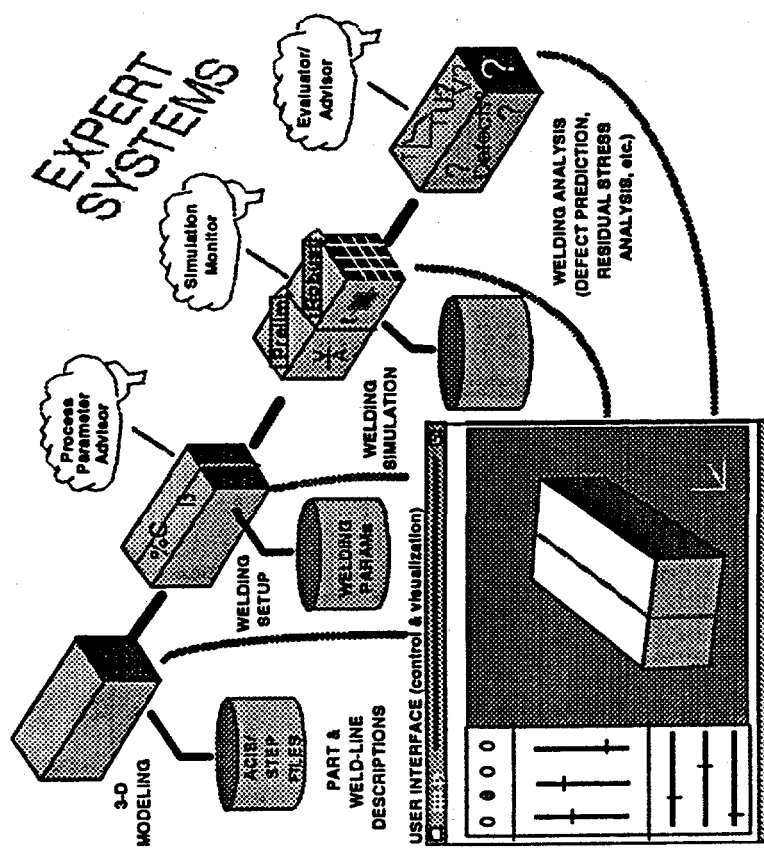 EXPERT
SYSTEMS
Process
Parameter
Advisor
Simulation
Monitor
Evaluator/
Advisor
3-D
MODELING
ACIS/
STEP
FILES
PART &
WELD-LINE
DESCRIPTIONS
WELDING
SETUP
WELDING
PARAMS
WELDING
SIMULATION
WELDING ANALYSIS
(DEFECT PREDICTION,
RESIDUAL STRESS
ANALYSIS, etc.)
?
?
?
USER INTERFACE (control & visualization)